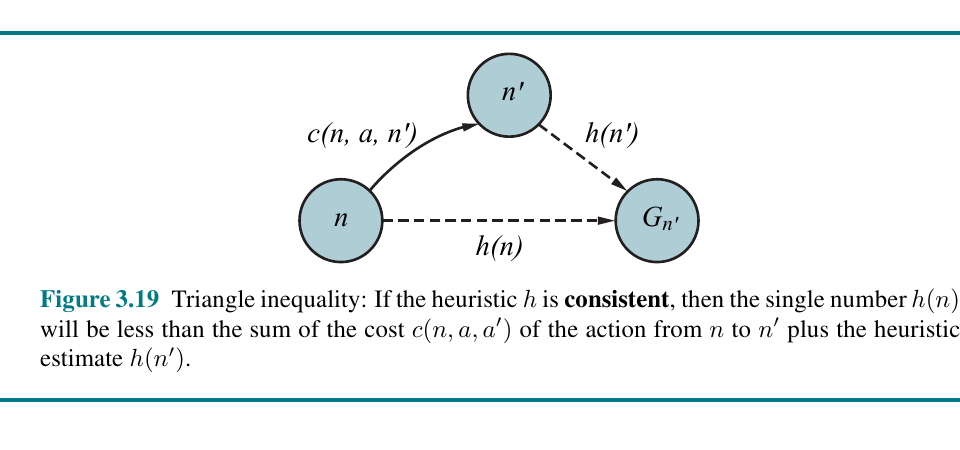 n′
c(n, a, n′)
h(n′)
n
G_n′
h(n)
Figure 3.19 Triangle inequality: If the heuristic h is consistent, then the single number h(n)
will be less than the sum of the cost c(n, a, a′) of the action from n to n′ plus the heuristic
estimate h(n′).